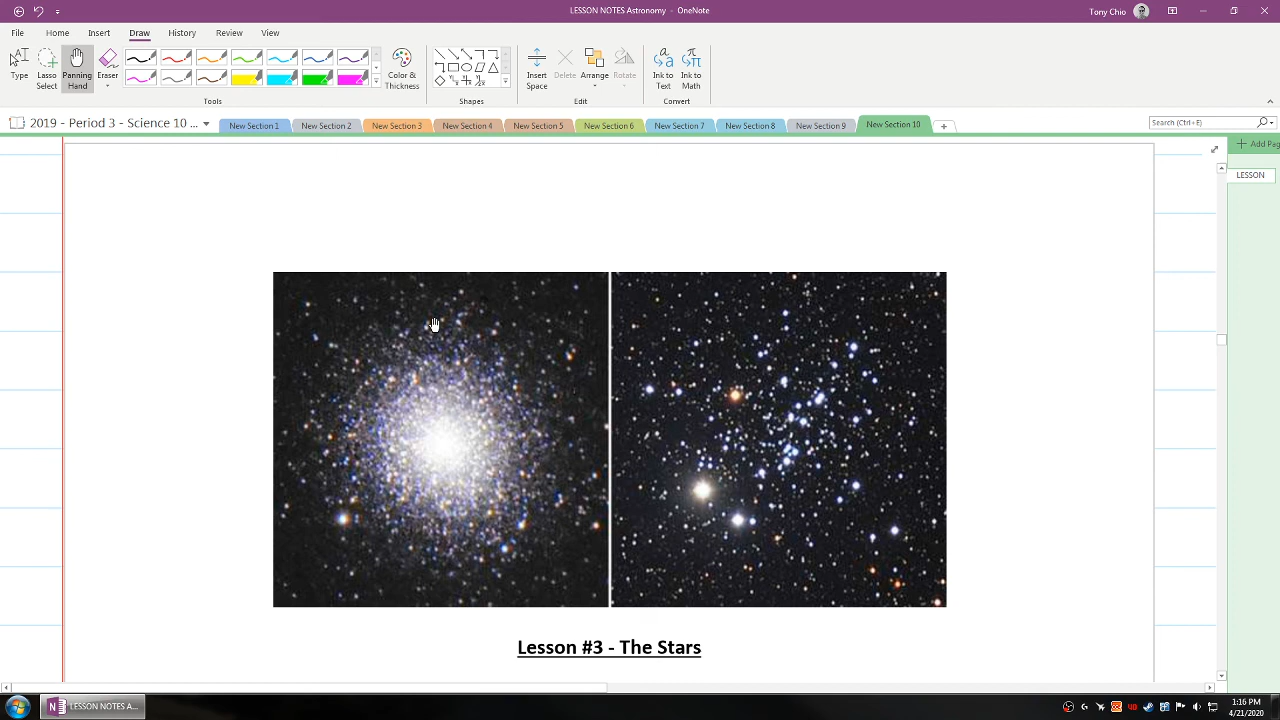 LESSON NOTES Astronomy - OneNote
Tony Chio
File Home Insert Draw History Review View
Type
Lasso Select
Panning Hand
Eraser
Color & Thickness
Insert Space
Delete
Arrange
Rotate
Ink to Text
Ink to Math
Tools
Shapes
Edit
Convert
2019 - Period 3 - Science 10 ...
New Section 1 New Section 2 New Section 3 New Section 4 New Section 5 New Section 6 New Section 7 New Section 8 New Section 9 New Section 10
Search (Ctrl+E)
Add Pag
LESSON
Lesson #3 - The Stars
LESSON NOTES A...
1:16 PM
4/21/2020